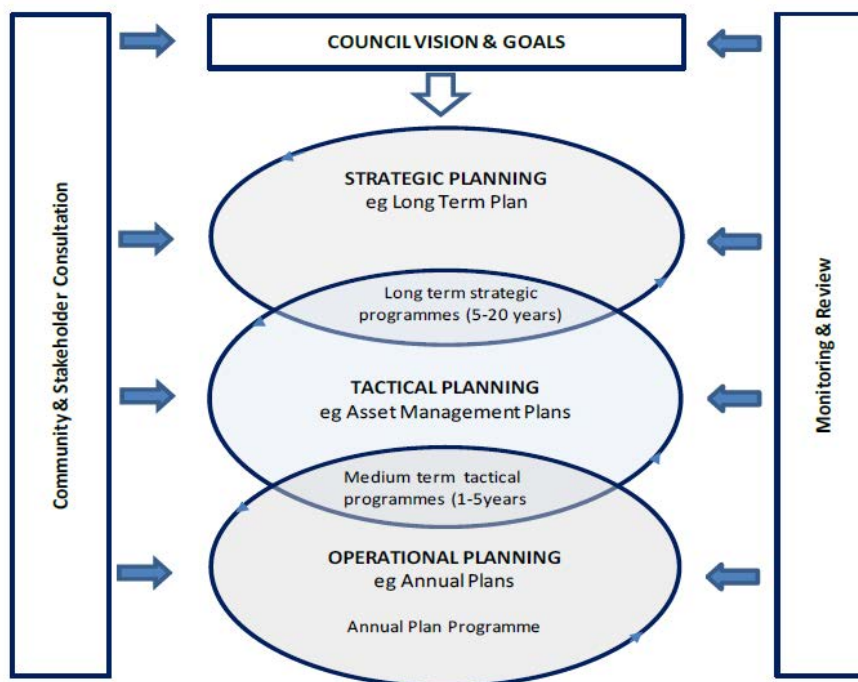 COUNCIL VISION & GOALS
Community & Stakeholder Consultation
STRATEGIC PLANNING
eg Long Term Plan
Long term strategic
programmes (5-20 years)
TACTICAL PLANNING
eg Asset Management Plans
Medium term tactical
programmes (1-5years
OPERATIONAL PLANNING
eg Annual Plans
Annual Plan Programme
Monitoring & Review